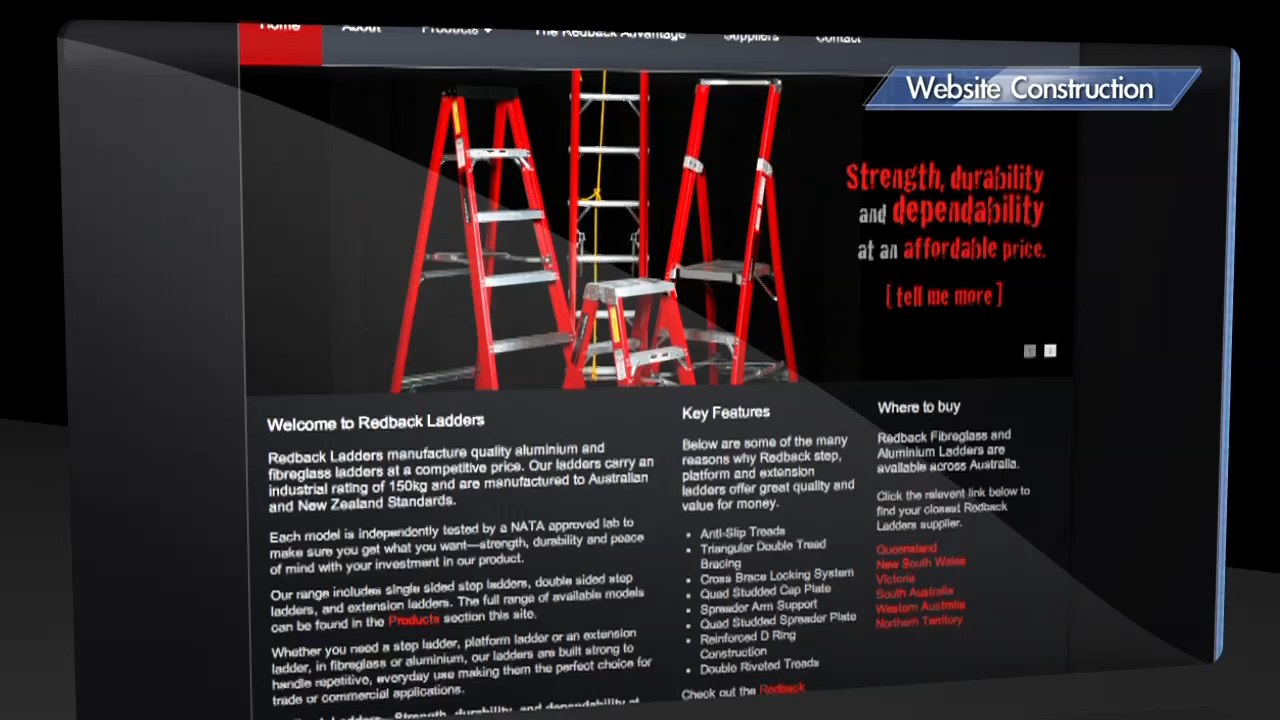 Home About Products The Redback Advantage Suppliers Contact
Website Construction
Strength, durability
and dependability
at an affordable price.
[ tell me more ]
1 2
Welcome to Redback Ladders
Redback Ladders manufacture quality aluminium and
fibreglass ladders at a competitive price. Our ladders carry an
industrial rating of 150kg and are manufactured to Australian
and New Zealand Standards.
Each model is independently tested by a NATA approved lab to
make sure you get what you want—strength, durability and peace
of mind with your investment in our product.
Our range includes single sided step ladders, double sided step
ladders, and extension ladders. The full range of available models
can be found in the Products section this site.
Whether you need a step ladder, platform ladder or an extension
ladder, in fibreglass or aluminium, our ladders are built strong to
handle repetitive, everyday use making them the perfect choice for
trade or commercial applications.
Ladders—Strength, durability, and dependability at
Key Features
Below are some of the many
reasons why Redback step,
platform and extension
ladders offer great quality and
value for money.
Anti-Slip Treads
Triangular Double Tread
Bracing
Cross Brace Locking System
Quad Studded Cap Plate
Spreader Arm Support
Quad Studded Spreader Plate
Reinforced D Ring
Construction
Double Riveted Treads
Check out the Redback
Where to buy
Redback Fibreglass and
Aluminium Ladders are
available across Australia.
Click the relevent link below to
find your closest Redback
Ladders supplier.
Queensland
New South Wales
Victoria
South Australia
Western Australia
Northern Territory